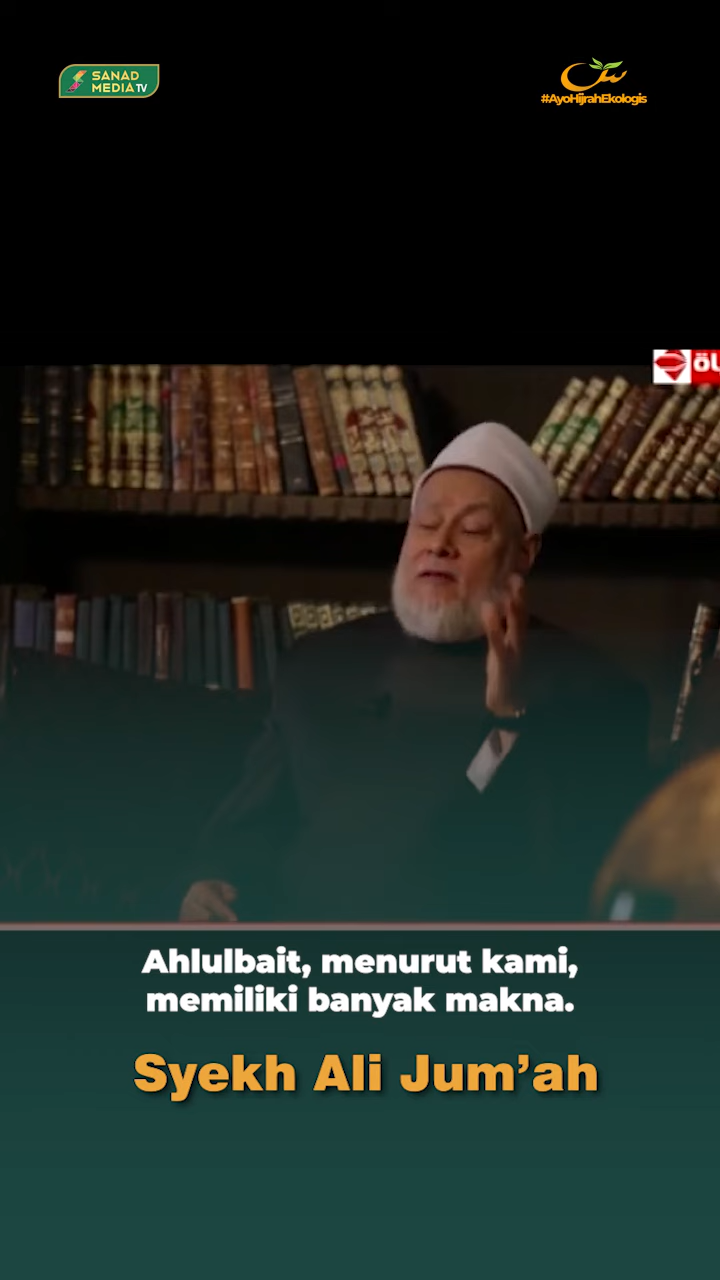 SANAD
MEDIA TV
#AyoHijrahEkologis
Ahlulbait, menurut kami,
memiliki banyak makna.
Syekh Ali Jum’ah